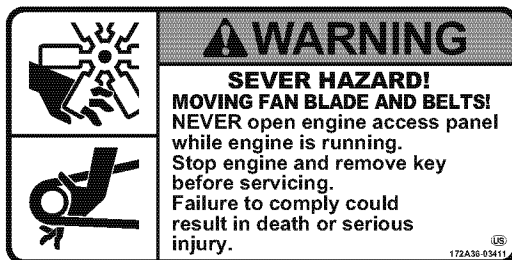 WARNING
SEVER HAZARD!
MOVING FAN BLADE AND BELTS!
NEVER open engine access panel
while engine is running.
Stop engine and remove key
before servicing.
Failure to comply could
result in death or serious
injury.
US
172A36-03411